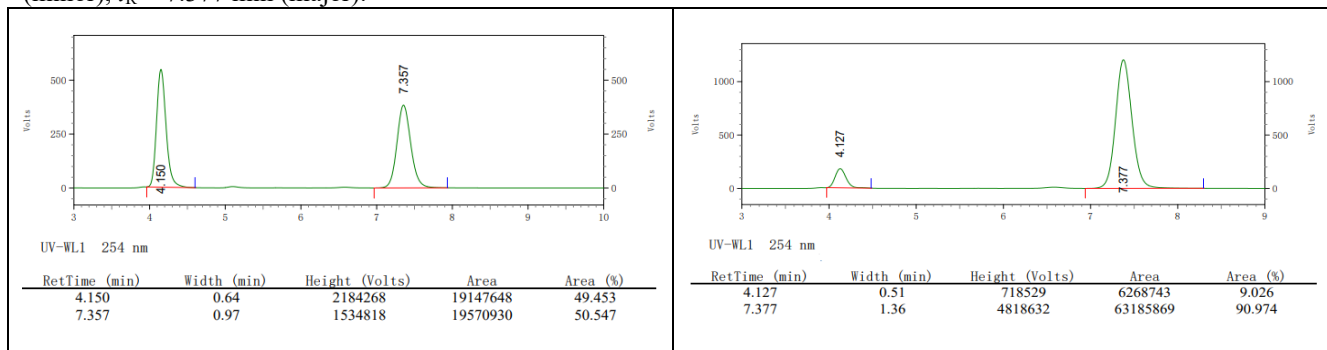 (minor), tR = 7.377 min (major).
Volts
500
250
0
4.150
7.357
500
250
0
Volts
3 4 5 6 7 8 9 10
UV-WL1 254 nm
RetTime (min) Width (min) Height (Volts) Area Area (%)
4.150 0.64 2184268 19147648 49.453
7.357 0.97 1534818 19570930 50.547
Volts
1000
500
0
4.127
7.377
1000
500
0
Volts
3 4 5 6 7 8 9
UV-WL1 254 nm
RetTime (min) Width (min) Height (Volts) Area Area (%)
4.127 0.51 718529 6268743 9.026
7.377 1.36 4818632 63185869 90.974